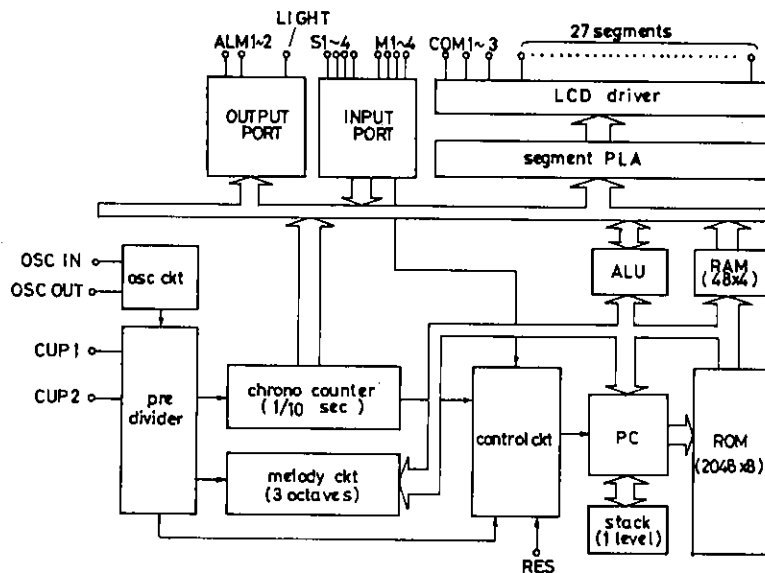 LIGHT
ALM1~2 S1~4 M1~4 COM1~3 27 segments
OUTPUT PORT
INPUT PORT
LCD driver
segment PLA
OSC IN
OSC OUT
osc ckt
ALU
RAM
(48x4)
CUP1
CUP2
pre divider
chrono counter
(1/10 sec)
melody ckt
(3 octaves)
control ckt
PC
ROM
(2048x8)
stack
(1 level)
RES